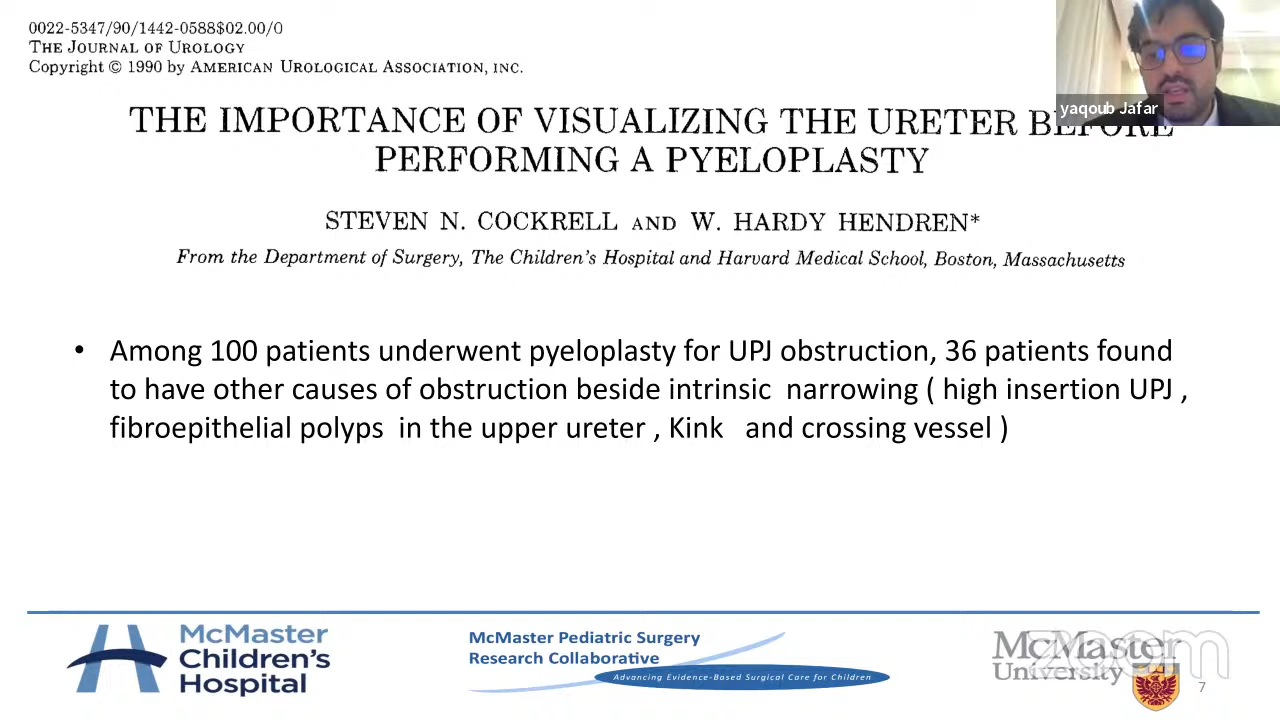 0022-5347/90/1442-0588$02.00/0
THE JOURNAL OF UROLOGY
Copyright © 1990 by AMERICAN UROLOGICAL ASSOCIATION, INC.
yaqoub Jafar
THE IMPORTANCE OF VISUALIZING THE URETER BEFORE
PERFORMING A PYELOPLASTY
STEVEN N. COCKRELL AND W. HARDY HENDREN*
From the Department of Surgery, The Children's Hospital and Harvard Medical School, Boston, Massachusetts
• Among 100 patients underwent pyeloplasty for UPJ obstruction, 36 patients found
to have other causes of obstruction beside intrinsic narrowing ( high insertion UPJ ,
fibroepithelial polyps in the upper ureter , Kink and crossing vessel )
McMaster
Children's
Hospital
McMaster Pediatric Surgery
Research Collaborative
Advancing Evidence-Based Surgical Care for Children
McMaster
University
zoom
7